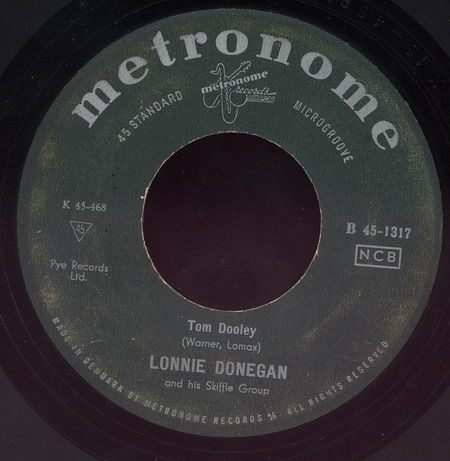 metronome
metronome
records
45 STANDARD
MICROGROOVE
K 45-468
45
Pye Records
Ltd.
B 45-1317
NCB
Tom Dooley
(Warner, Lomax)
LONNIE DONEGAN
and his Skiffle Group
MADE IN DENMARK BY METRONOME RECORDS A/S ALL RIGHTS RESERVED